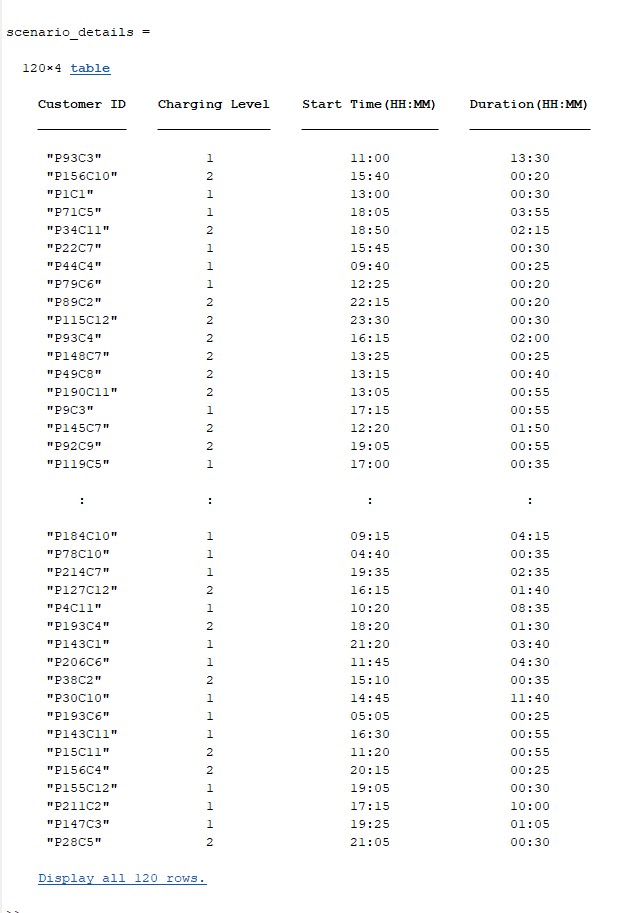 scenario_details =
120×4 table
Customer ID Charging Level Start Time(HH:MM) Duration(HH:MM)
"P93C3" 1 11:00 13:30
"P156C10" 2 15:40 00:20
"P1C1" 1 13:00 00:30
"P71C5" 1 18:05 03:55
"P34C11" 2 18:50 02:15
"P22C7" 1 15:45 00:30
"P44C4" 1 09:40 00:25
"P79C6" 1 12:25 00:20
"P89C2" 2 22:15 00:20
"P115C12" 2 23:30 00:30
"P93C4" 2 16:15 02:00
"P148C7" 2 13:25 00:25
"P49C8" 2 13:15 00:40
"P190C11" 2 13:05 00:55
"P9C3" 1 17:15 00:55
"P145C7" 2 12:20 01:50
"P92C9" 2 19:05 00:55
"P119C5" 1 17:00 00:35
: : : :
"P184C10" 1 09:15 04:15
"P78C10" 1 04:40 00:35
"P214C7" 1 19:35 02:35
"P127C12" 2 16:15 01:40
"P4C11" 1 10:20 08:35
"P193C4" 2 18:20 01:30
"P143C1" 1 21:20 03:40
"P206C6" 1 11:45 04:30
"P38C2" 2 15:10 00:35
"P30C10" 1 14:45 11:40
"P193C6" 1 05:05 00:25
"P143C11" 1 16:30 00:55
"P15C11" 2 11:20 00:55
"P156C4" 2 20:15 00:25
"P155C12" 1 19:05 00:30
"P211C2" 1 17:15 10:00
"P147C3" 1 19:25 01:05
"P28C5" 2 21:05 00:30
Display all 120 rows.
>>